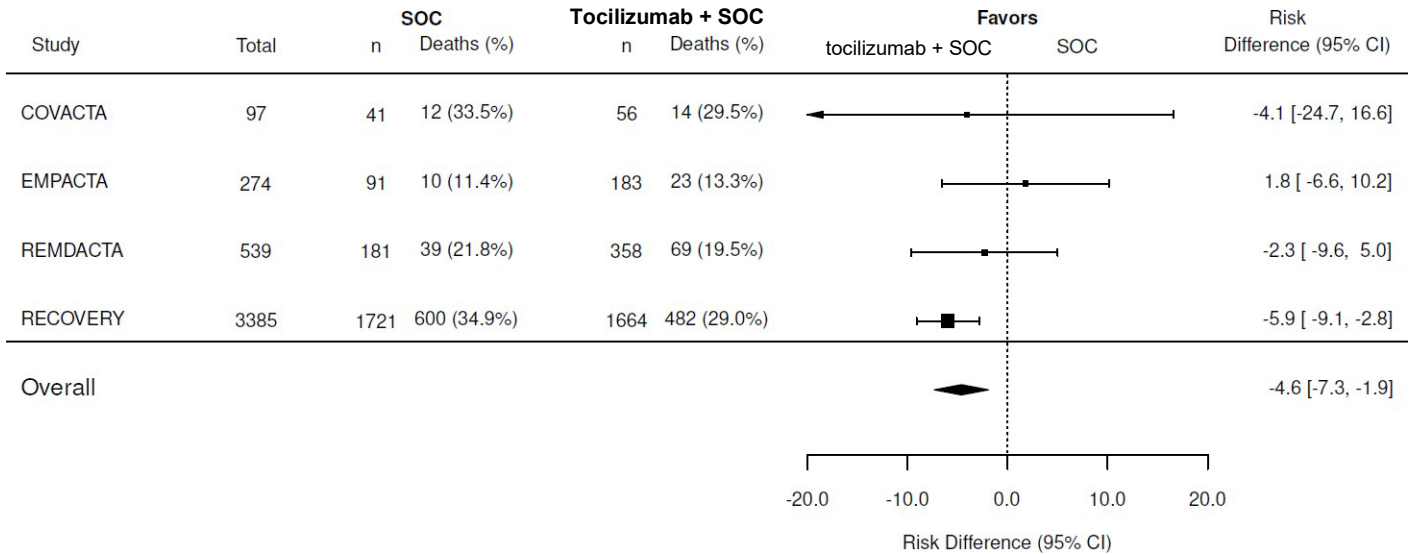 SOC Tocilizumab + SOC Favors Risk
Study Total n Deaths (%) n Deaths (%) tocilizumab + SOC SOC Difference (95% CI)
COVACTA 97 41 12 (33.5%) 56 14 (29.5%) -4.1 [-24.7, 16.6]
EMPACTA 274 91 10 (11.4%) 183 23 (13.3%) 1.8 [ -6.6, 10.2]
REMDACTA 539 181 39 (21.8%) 358 69 (19.5%) -2.3 [ -9.6, 5.0]
RECOVERY 3385 1721 600 (34.9%) 1664 482 (29.0%) -5.9 [ -9.1, -2.8]
Overall -4.6 [-7.3, -1.9]
-20.0 -10.0 0.0 10.0 20.0
Risk Difference (95% CI)